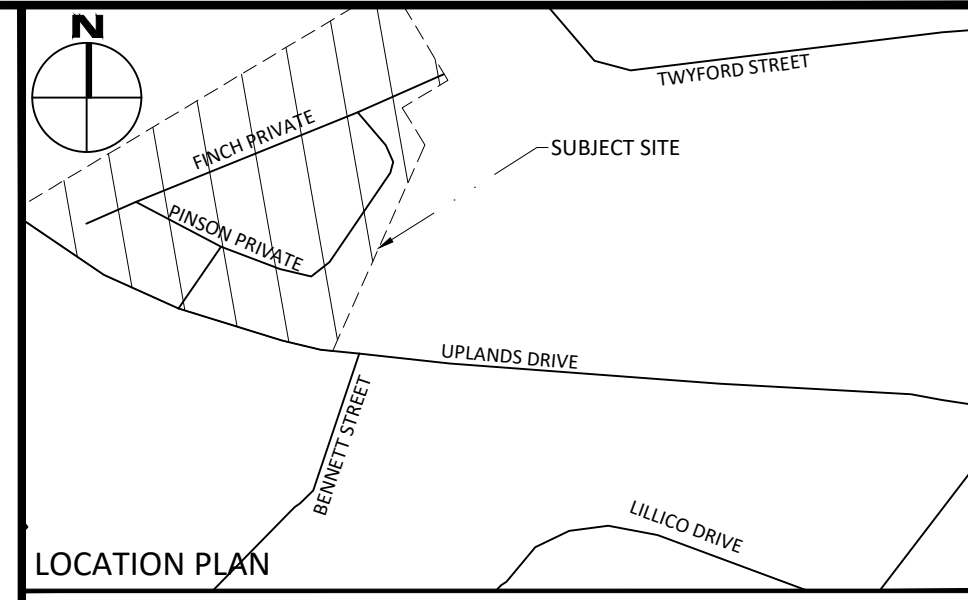 N
TWYFORD STREET
FINCH PRIVATE
SUBJECT SITE
PINSON PRIVATE
UPLANDS DRIVE
BENNETT STREET
LILLICO DRIVE
LOCATION PLAN